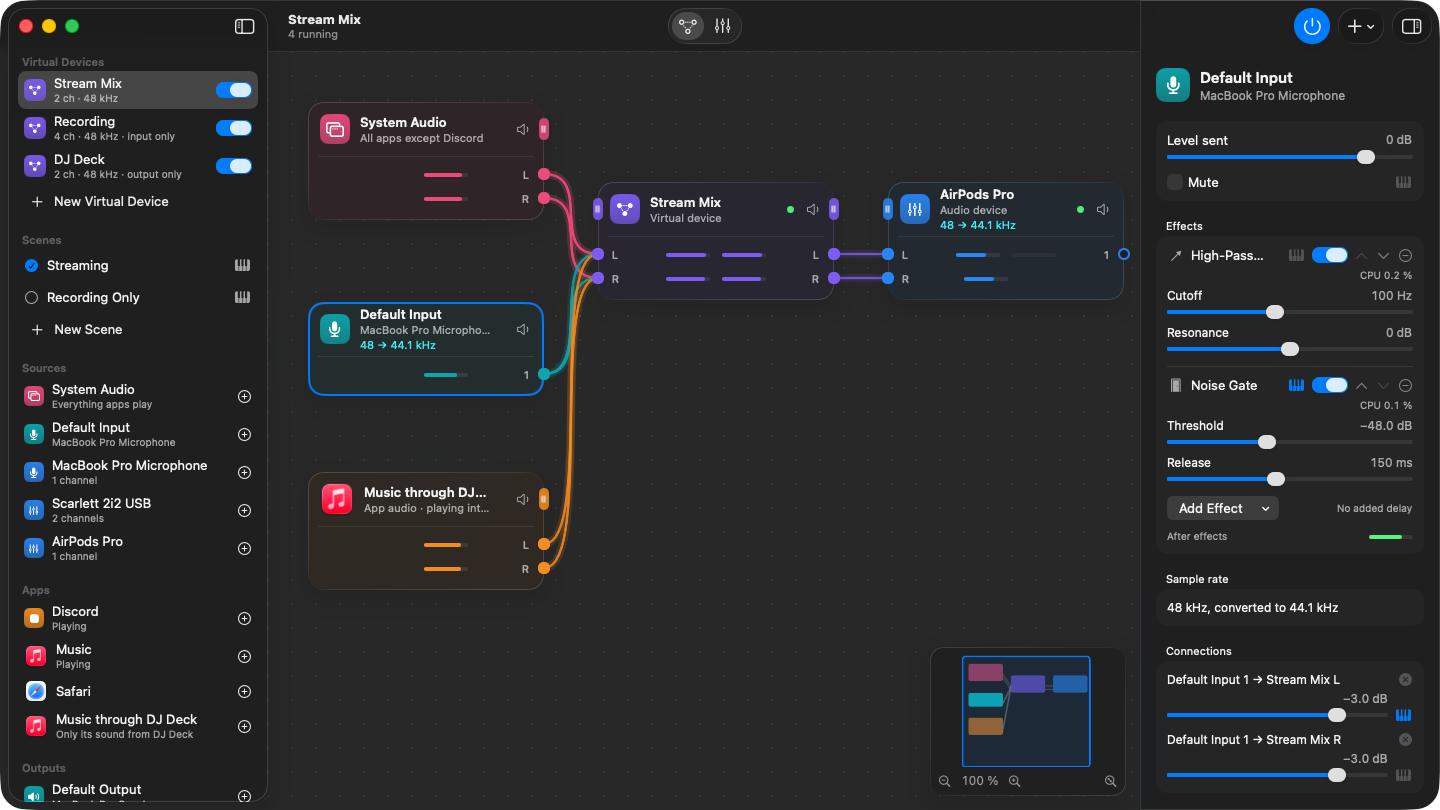 Virtual Devices
Stream Mix
2 ch · 48 kHz
Recording
4 ch · 48 kHz · input only
DJ Deck
2 ch · 48 kHz · output only
New Virtual Device
Scenes
Streaming
Recording Only
New Scene
Sources
System Audio
Everything apps play
Default Input
MacBook Pro Microphone
MacBook Pro Microphone
1 channel
Scarlett 2i2 USB
2 channels
AirPods Pro
1 channel
Apps
Discord
Playing
Music
Playing
Safari
Music through DJ Deck
Only its sound from DJ Deck
Outputs
Default Output
Stream Mix
4 running
System Audio
All apps except Discord
L
R
Default Input
MacBook Pro Micropho...
48 → 44.1 kHz
1
Music through DJ...
App audio · playing int...
L
R
Stream Mix
Virtual device
L L
R R
AirPods Pro
Audio device
48 → 44.1 kHz
L 1
R
100 %
Default Input
MacBook Pro Microphone
Level sent 0 dB
Mute
Effects
High-Pass...
CPU 0.2 %
Cutoff 100 Hz
Resonance 0 dB
Noise Gate
CPU 0.1 %
Threshold −48.0 dB
Release 150 ms
Add Effect No added delay
After effects
Sample rate
48 kHz, converted to 44.1 kHz
Connections
Default Input 1 → Stream Mix L
−3.0 dB
Default Input 1 → Stream Mix R
−3.0 dB